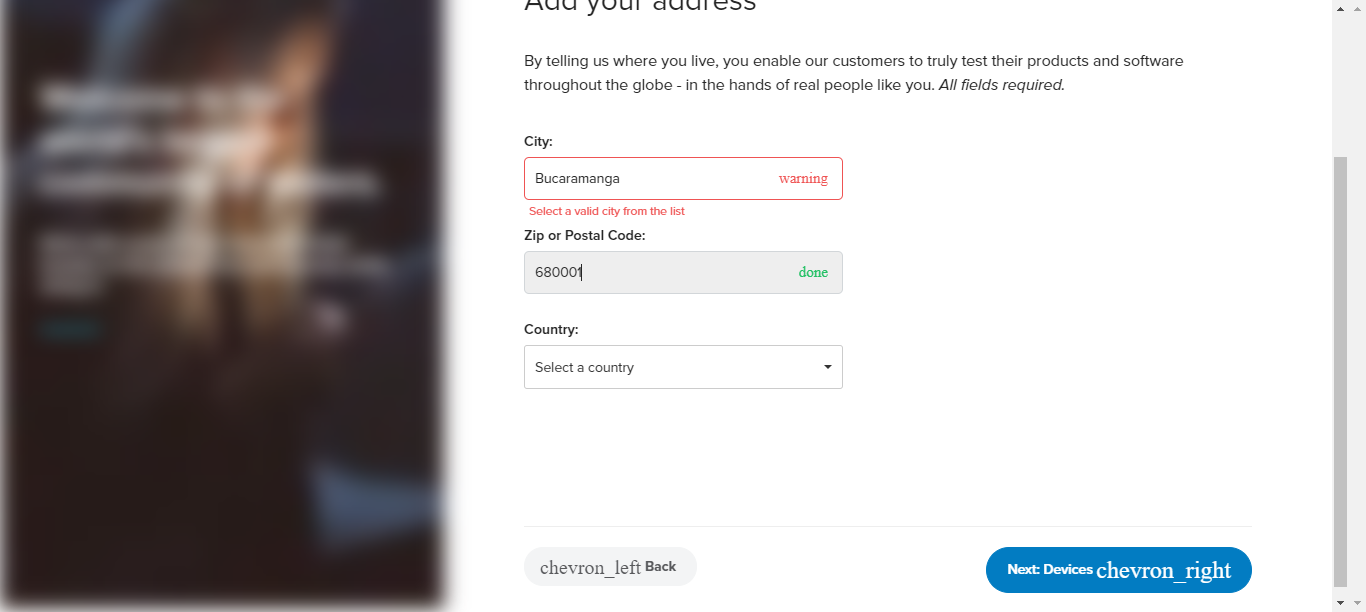 Add your address
By telling us where you live, you enable our customers to truly test their products and software
throughout the globe - in the hands of real people like you. All fields required.
City:
Bucaramanga warning
Select a valid city from the list
Zip or Postal Code:
680001 done
Country:
Select a country
chevron_left Back
Next: Devices chevron_right